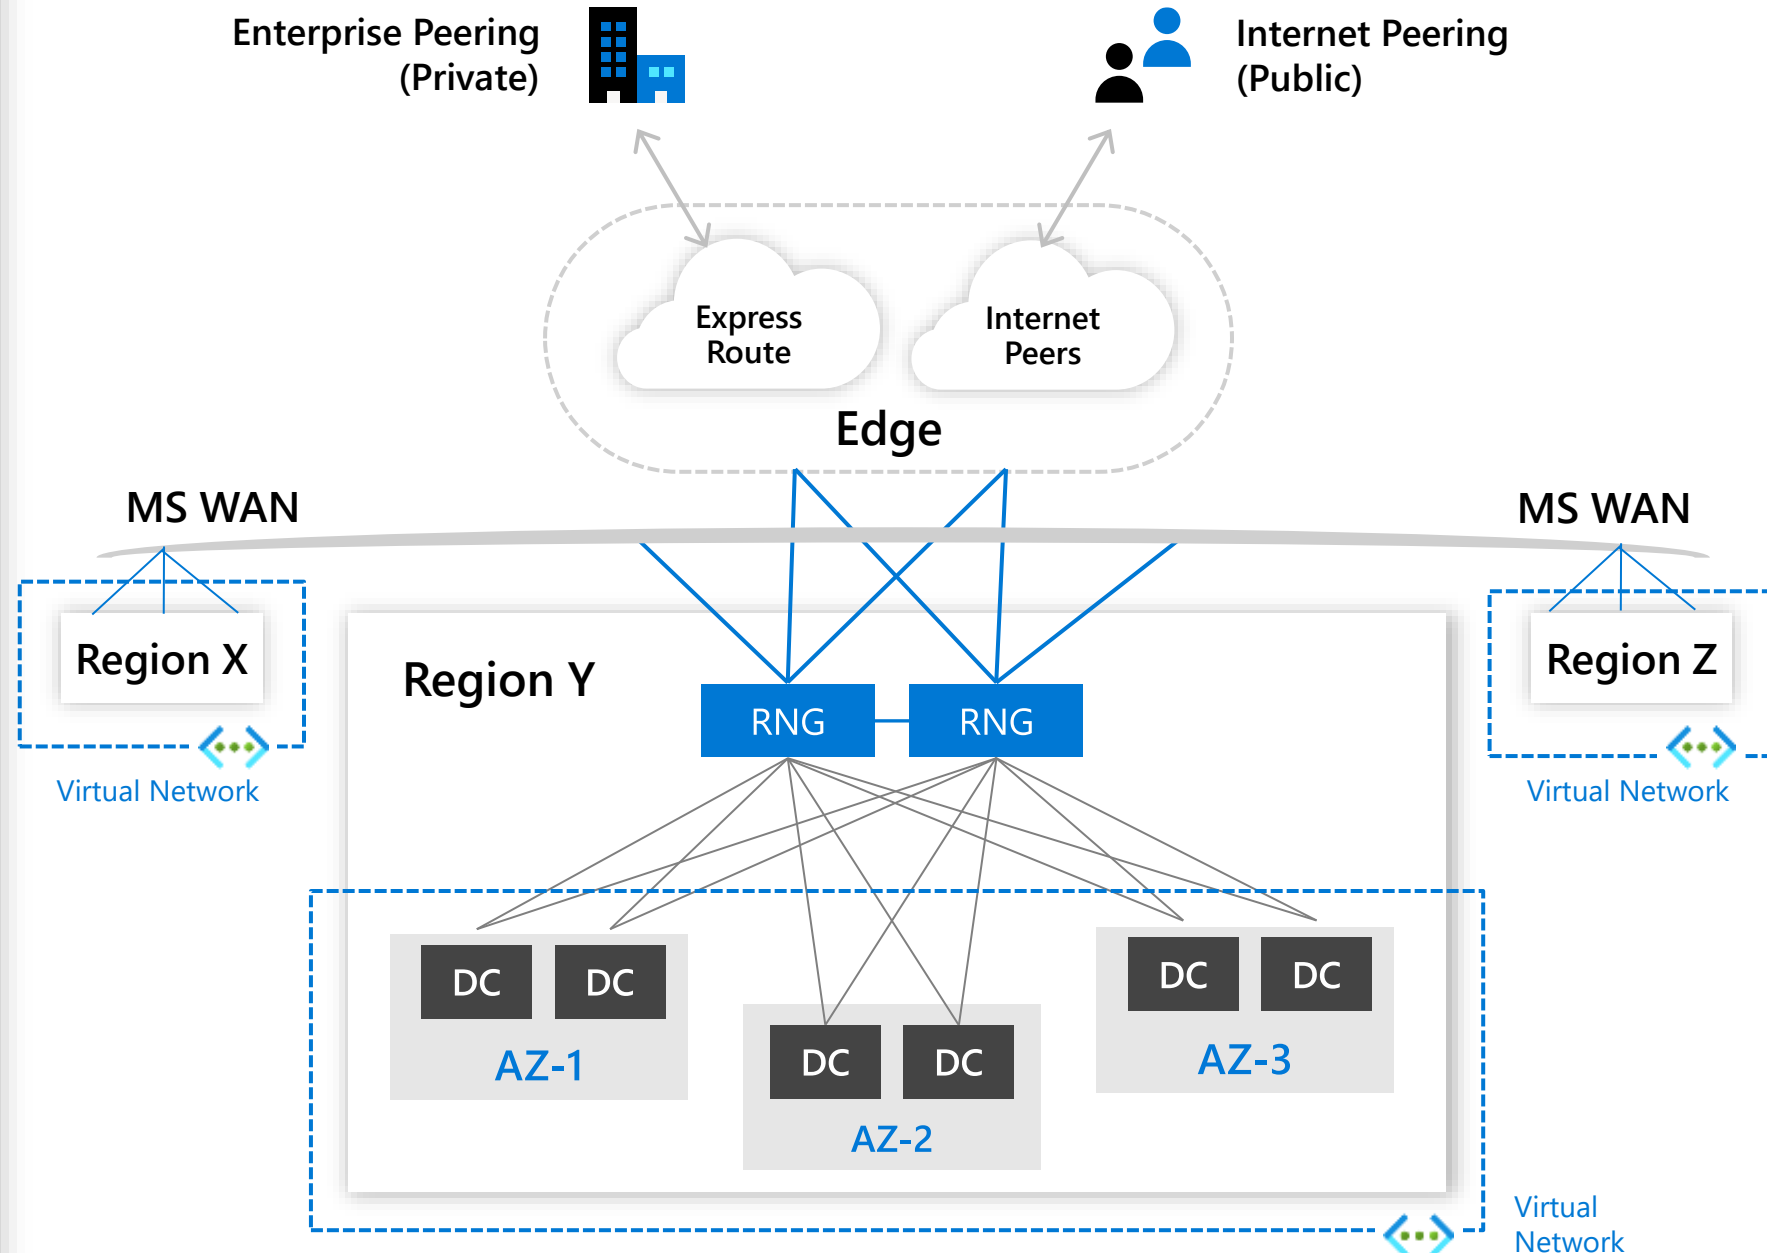 Enterprise Peering
(Private)
Internet Peering
(Public)
Express
Route
Internet
Peers
Edge
MS WAN
MS WAN
Region X
Virtual Network
Region Y
RNG
RNG
Region Z
Virtual Network
DC
DC
AZ-1
DC
DC
AZ-2
DC
DC
AZ-3
Virtual
Network